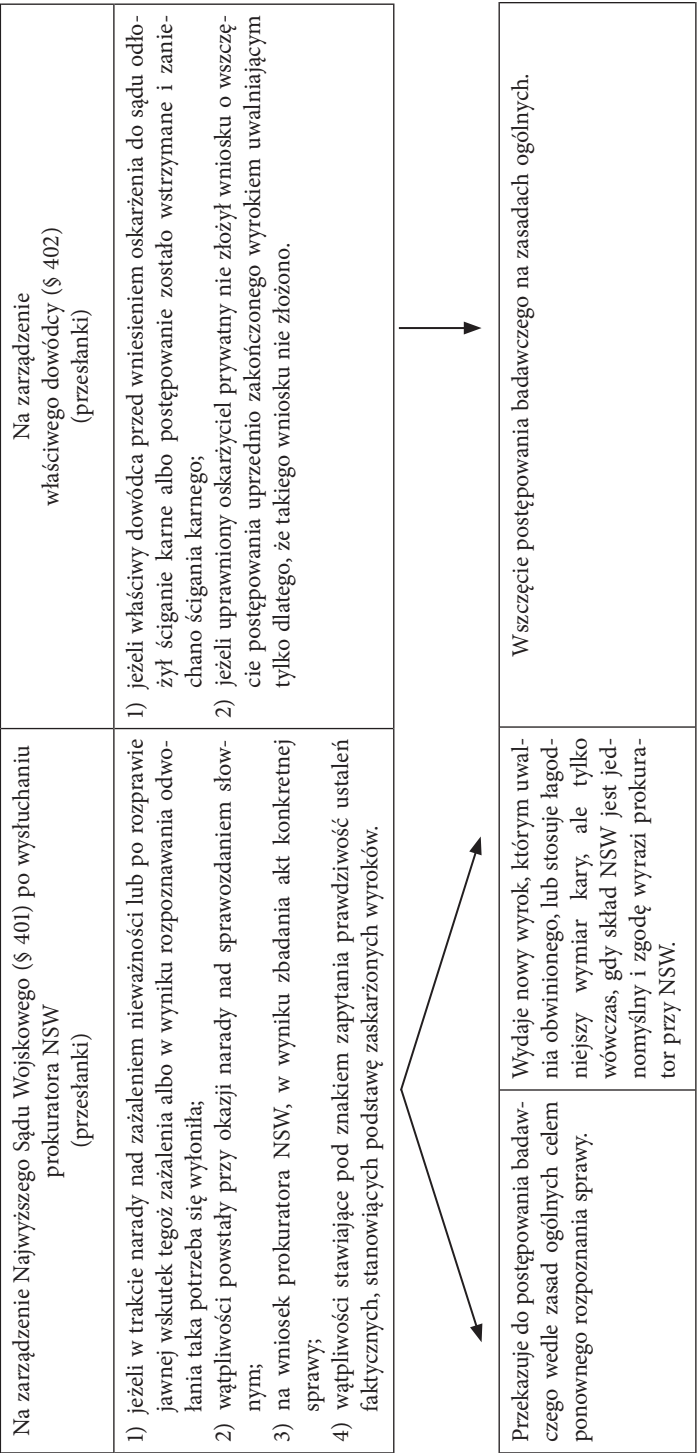 Na zarządzenie Najwyższego Sądu Wojskowego (§ 401) po wysłuchaniu
prokuratora NSW
(przesłanki)
Na zarządzenie
właściwego dowódcy (§ 402)
(przesłanki)
1) jeżeli w trakcie narady nad zażaleniem nieważności lub po rozprawie
jawnej wskutek tegoż zażalenia albo w wyniku rozpoznawania odwo-
łania taka potrzeba się wyłoniła;
2) wątpliwości powstały przy okazji narady nad sprawozdaniem słow-
nym;
3) na wniosek prokuratora NSW, w wyniku zbadania akt konkretnej
sprawy;
4) wątpliwości stawiające pod znakiem zapytania prawdziwość ustaleń
faktycznych, stanowiących podstawę zaskarżonych wyroków.
1) jeżeli właściwy dowódca przed wniesieniem oskarżenia do sądu odło-
żył ściganie karne albo postępowanie zostało wstrzymane i zanie-
chano ścigania karnego;
2) jeżeli uprawniony oskarżyciel prywatny nie złożył wniosku o wszczę-
cie postępowania uprzednio zakończonego wyrokiem uwalniającym
tylko dlatego, że takiego wniosku nie złożono.
Przekazuje do postępowania badaw-
czego wedle zasad ogólnych celem
ponownego rozpoznania sprawy.
Wydaje nowy wyrok, którym uwal-
nia obwinionego, lub stosuje łagod-
niejszy wymiar kary, ale tylko
wówczas, gdy skład NSW jest jed-
nomyślny i zgodę wyrazi prokura-
tor przy NSW.
Wszczęcie postępowania badawczego na zasadach ogólnych.